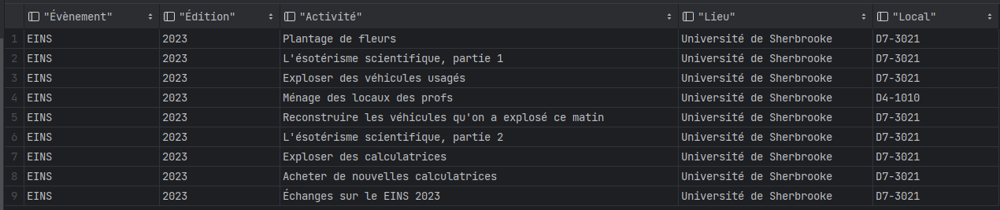 "Évènement" "Édition" "Activité" "Lieu" "Local"
1 EINS 2023 Plantage de fleurs Université de Sherbrooke D7-3021
2 EINS 2023 L'ésotérisme scientifique, partie 1 Université de Sherbrooke D7-3021
3 EINS 2023 Exploser des véhicules usagés Université de Sherbrooke D7-3021
4 EINS 2023 Ménage des locaux des profs Université de Sherbrooke D4-1010
5 EINS 2023 Reconstruire les véhicules qu'on a explosé ce matin Université de Sherbrooke D7-3021
6 EINS 2023 L'ésotérisme scientifique, partie 2 Université de Sherbrooke D7-3021
7 EINS 2023 Exploser des calculatrices Université de Sherbrooke D7-3021
8 EINS 2023 Acheter de nouvelles calculatrices Université de Sherbrooke D7-3021
9 EINS 2023 Échanges sur le EINS 2023 Université de Sherbrooke D7-3021